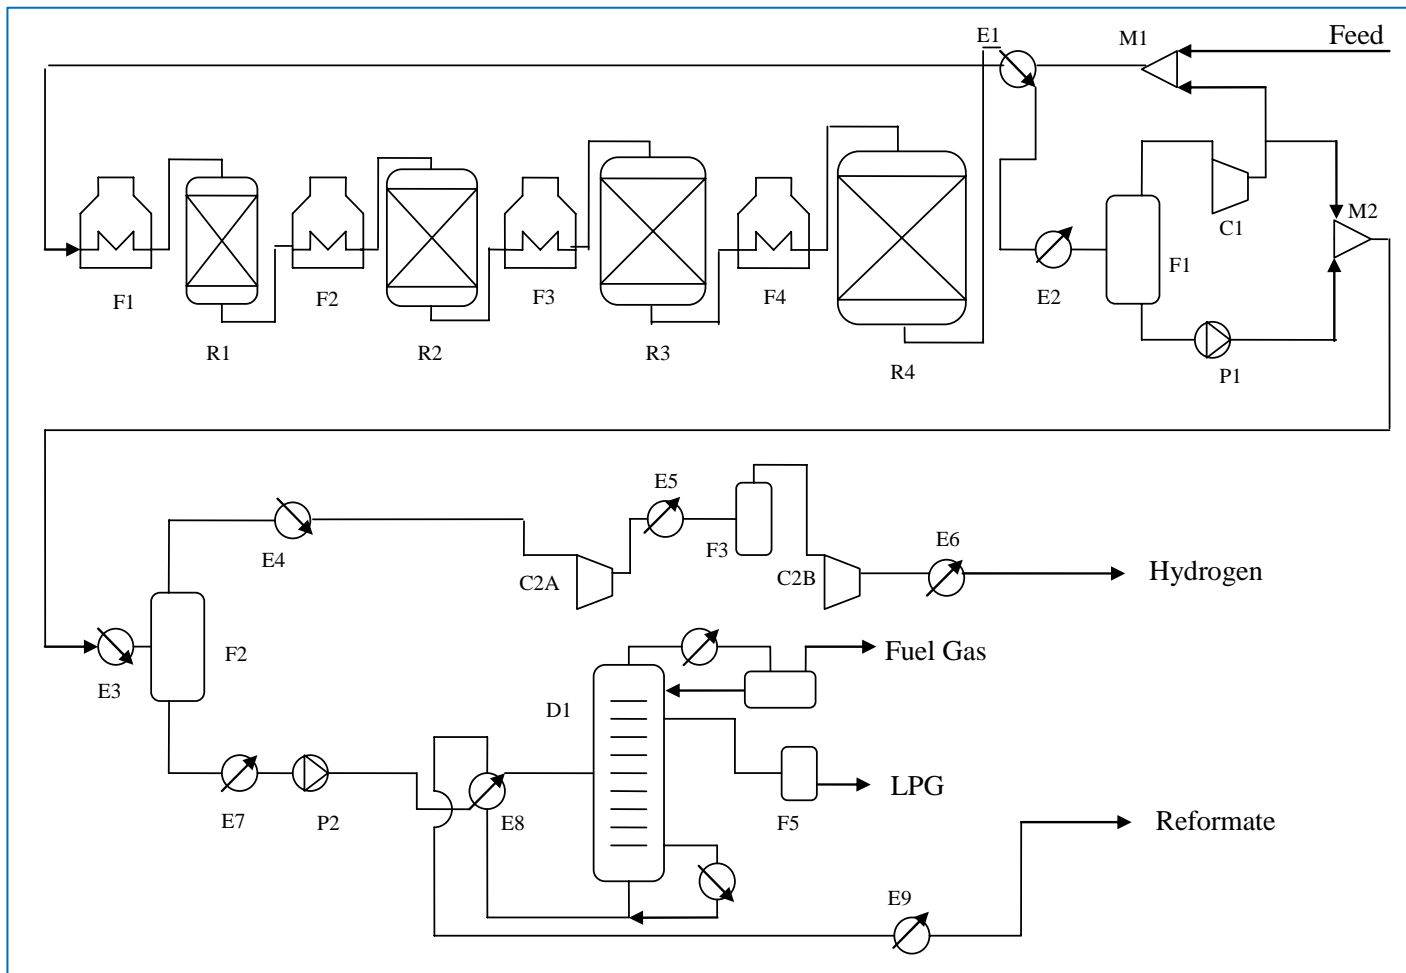 E1
M1
Feed
M2
C1
F1
F1
F2
F3
F4
E2
R1
R2
R3
R4
P1
E5
F3
E6
E4
C2A
C2B
Hydrogen
F2
Fuel Gas
E3
D1
LPG
E7
P2
E8
F5
Reformate
E9